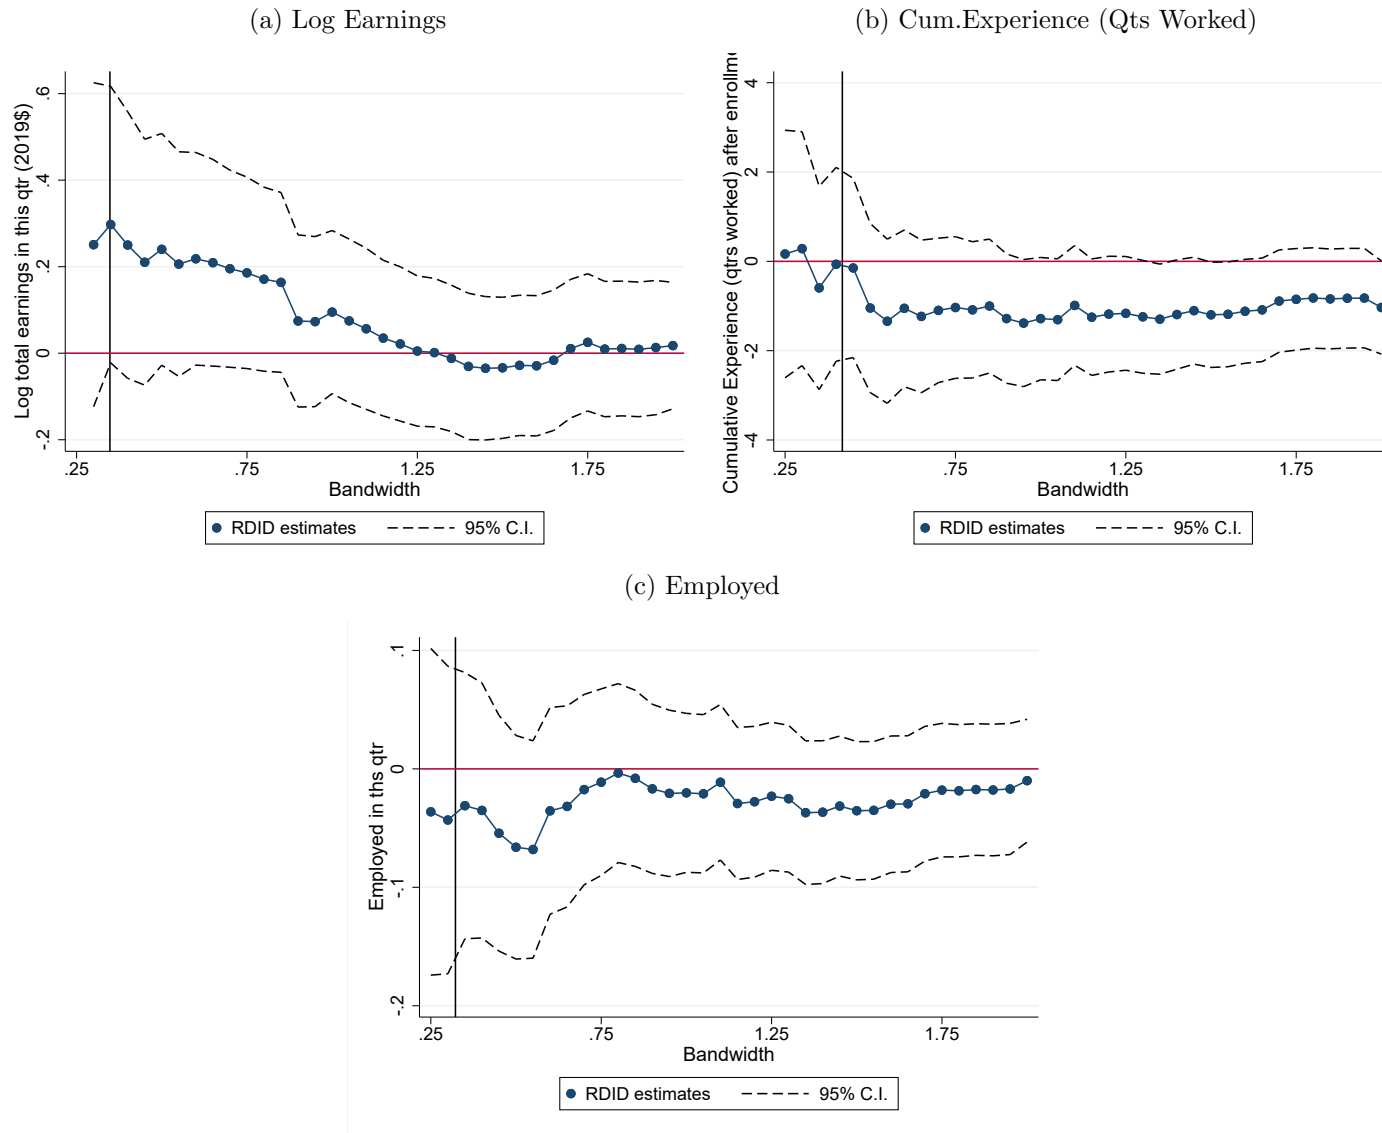 (a) Log Earnings
Log total earnings in this qtr (2019$)
.6
.4
.2
0
-.2
.25 .75 1.25 1.75
Bandwidth
RDID estimates 95% C.I.
(b) Cum.Experience (Qts Worked)
Cumulative Experience (qtrs worked) after
4
2
0
-2
-4
.25 .75 1.25 1.75
Bandwidth
RDID estimates 95% C.I.
(c) Employed
Employed in ths qtr
.1
0
-.1
-.2
.25 .75 1.25 1.75
Bandwidth
RDID estimates 95% C.I.